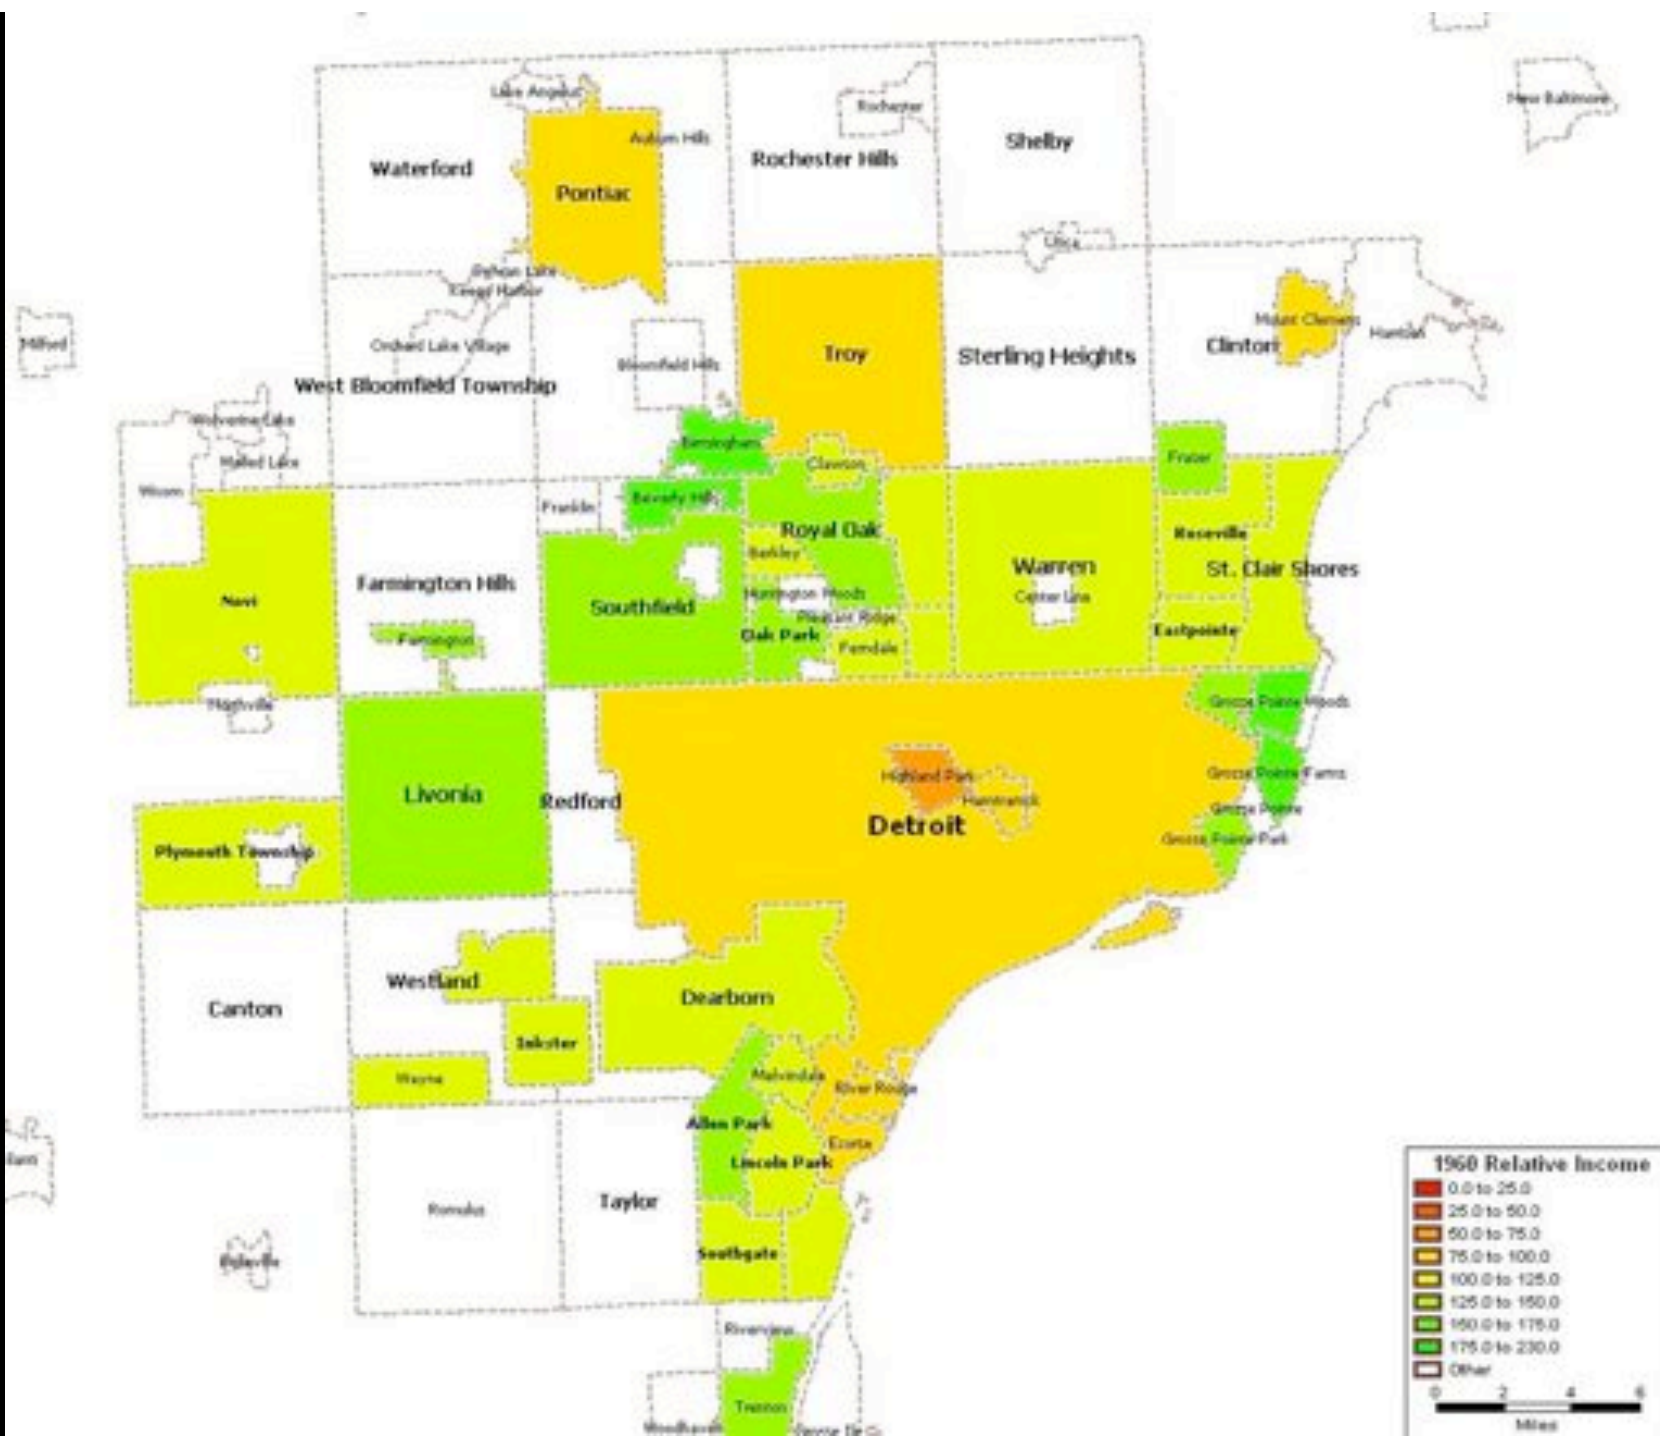 New Baltimore
Lake Angelus
Rochester
Auburn Hills
Shelby
Waterford
Rochester Hills
Pontiac
Utica
Sylvan Lake
Keego Harbor
Mount Clemens
Harrison
Milford
Orchard Lake Village
Troy
Sterling Heights
Clinton
Bloomfield Hills
West Bloomfield Township
Wolverine Lake
Birmingham
Walled Lake
Clawson
Fraser
Wixom
Franklin
Beverly Hills
Royal Oak
Roseville
Berkley
Warren
St. Clair Shores
Farmington Hills
Novi
Southfield
Huntington Woods
Center Line
Pleasant Ridge
Farmington
Oak Park
Ferndale
Eastpointe
Northville
Grosse Pointe Woods
Livonia
Redford
Highland Park
Hamtramck
Grosse Pointe Farms
Grosse Pointe
Detroit
Grosse Pointe Park
Plymouth Township
Westland
Canton
Dearborn
Inkster
Wayne
Melvindale
River Rouge
Allen Park
Ecorse
Lincoln Park
Romulus
Taylor
Belleville
Southgate
Riverview
Trenton
Woodhaven
1960 Relative Income
0.0 to 25.0
25.0 to 50.0
50.0 to 75.0
75.0 to 100.0
100.0 to 125.0
125.0 to 150.0
150.0 to 175.0
175.0 to 230.0
Other
0 2 4 6
Miles